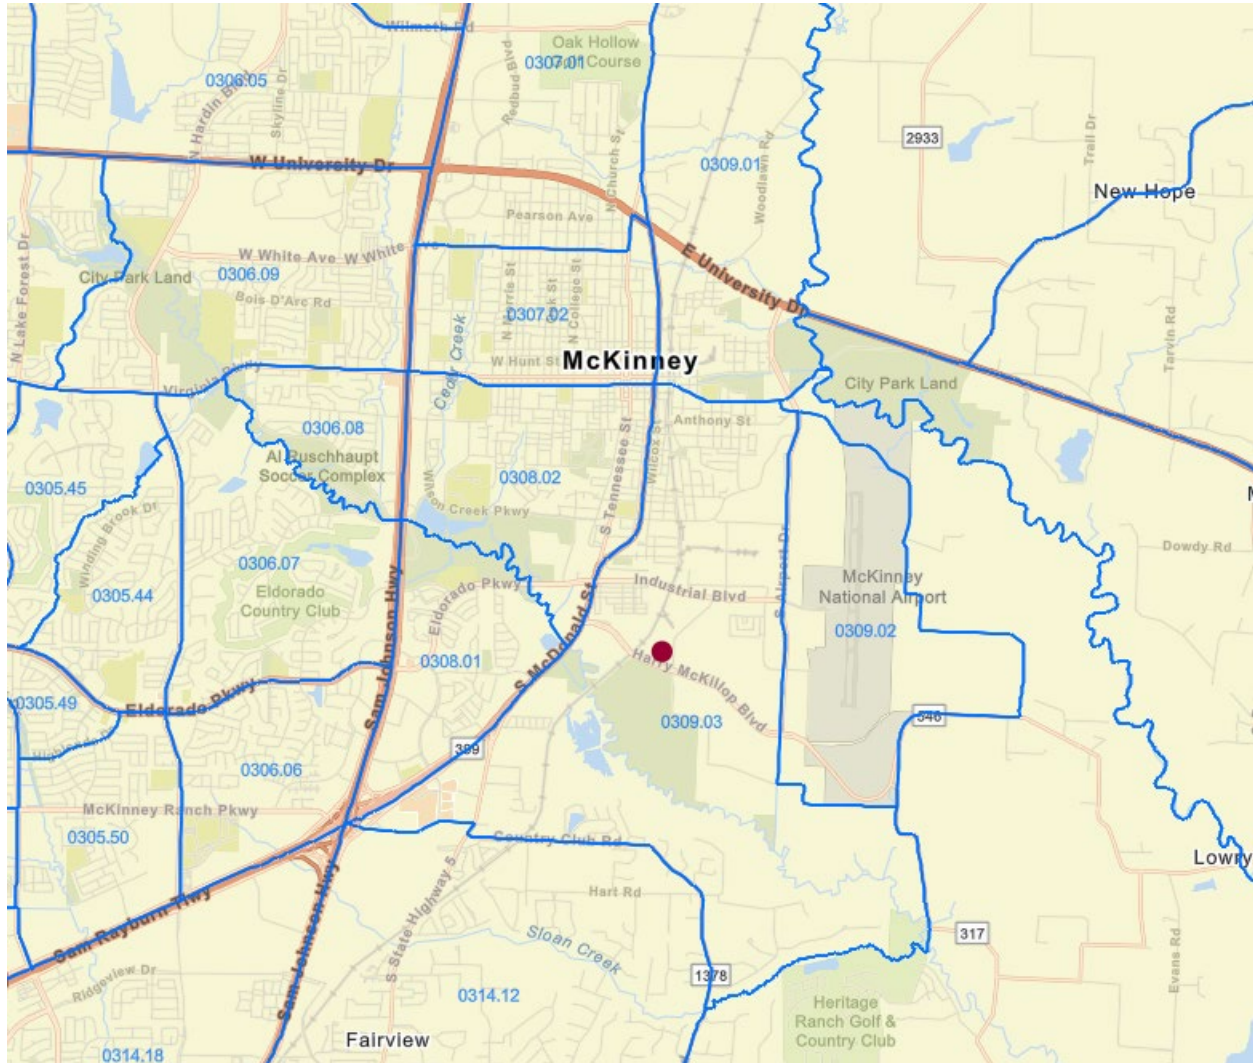 Wilmeth Rd
Oak Hollow
Golf Course
0307.01
Redbud Blvd
0306.05
Skyline Dr
N Hardin Blvd
2933
Trail Dr
N Church St
0309.01
Woodlawn Rd
W University Dr
New Hope
Pearson Ave
W White Ave
W White Ave
E University Dr
N Lake Forest Dr
City Park Land
0306.09
Bois D'Arc Rd
N Morris St
N College St
0307.02
Cedar Creek
Tarvin Rd
W Hunt St
McKinney
Virginia Pkwy
City Park Land
Anthony St
0306.08
Al Ruschhaupt
Soccer Complex
S Tennessee St
Wilcox St
0308.02
0305.45
Wilson Creek Pkwy
Winding Brook Dr
S Airport Dr
Dowdy Rd
0306.07
Eldorado
Country Club
0305.44
Eldorado Pkwy
Industrial Blvd
McKinney
National Airport
0309.02
Sam Johnson Hwy
S McDonald St
0308.01
Harry McKillop Blvd
0305.49
Eldorado Pkwy
0309.03
546
Highlands Dr
389
0306.06
McKinney Ranch Pkwy
0305.50
Country Club Rd
Lowry
Hart Rd
Sam Rayburn Tlwy
Sam Johnson Hwy
S State Highway 5
317
Evans Rd
Sloan Creek
Ridgeview Dr
1378
0314.12
Heritage
Ranch Golf &
Country Club
Fairview
0314.18